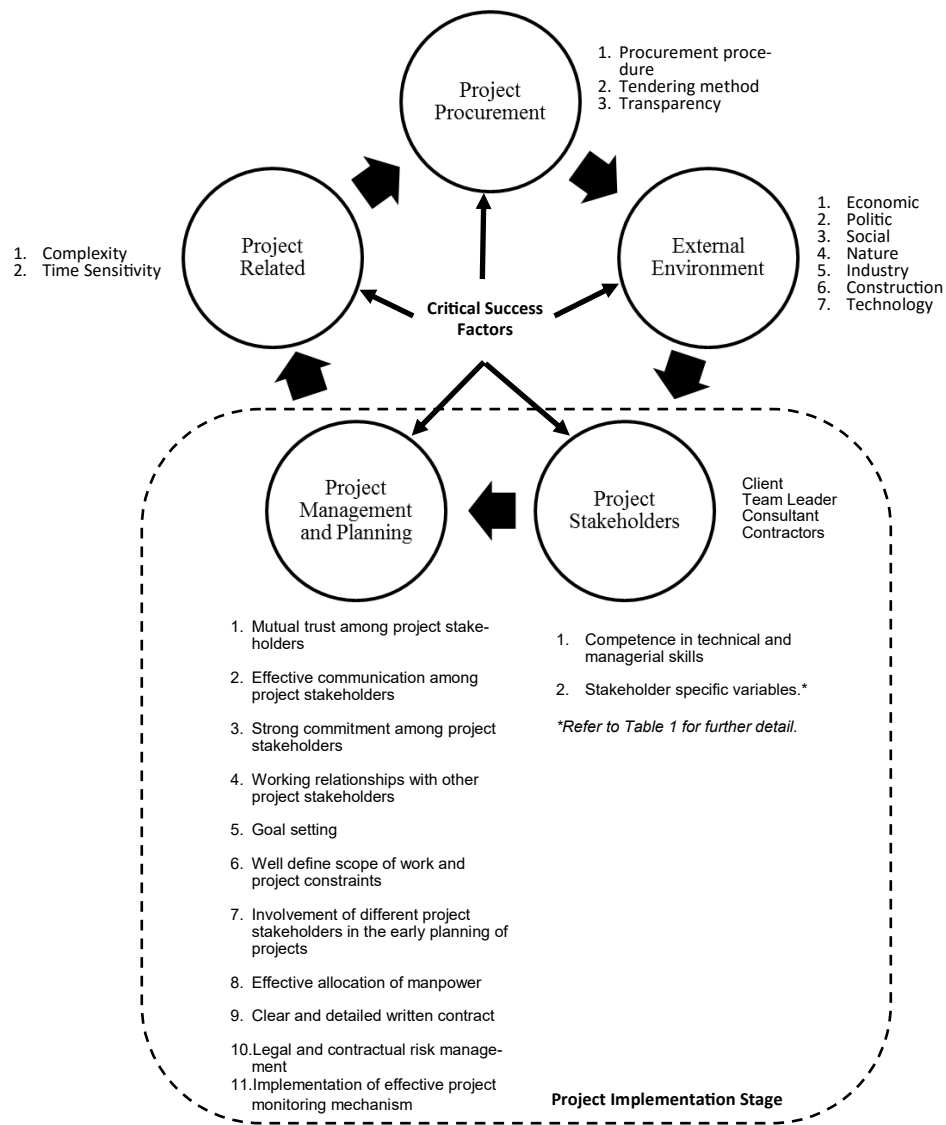 Project
Procurement
1. Procurement proce-
dure
2. Tendering method
3. Transparency
Project
Related
1. Complexity
2. Time Sensitivity
External
Environment
1. Economic
2. Politic
3. Social
4. Nature
5. Industry
6. Construction
7. Technology
Critical Success
Factors
Project
Management
and Planning
Project
Stakeholders
Client
Team Leader
Consultant
Contractors
1. Mutual trust among project stake-
holders
2. Effective communication among
project stakeholders
3. Strong commitment among project
stakeholders
4. Working relationships with other
project stakeholders
5. Goal setting
6. Well define scope of work and
project constraints
7. Involvement of different project
stakeholders in the early planning of
projects
8. Effective allocation of manpower
9. Clear and detailed written contract
10.Legal and contractual risk manage-
ment
11.Implementation of effective project
monitoring mechanism
1. Competence in technical and
managerial skills
2. Stakeholder specific variables.*
*Refer to Table 1 for further detail.
Project Implementation Stage